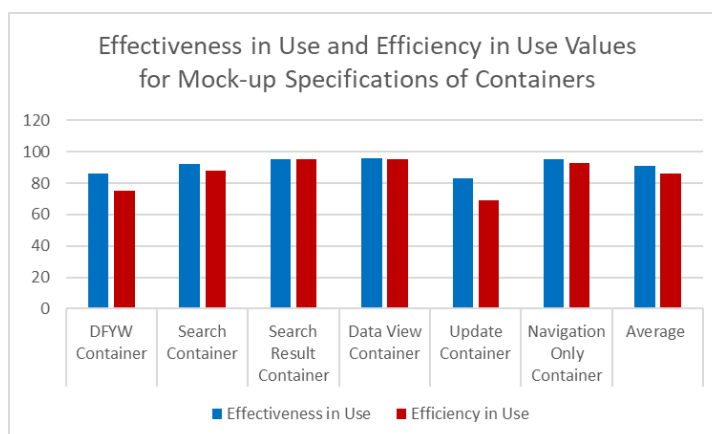 Effectiveness in Use and Efficiency in Use Values
for Mock-up Specifications of Containers
120
100
80
60
40
20
0
DFYW
Container
Search
Container
Search
Result
Container
Data View
Container
Update
Container
Navigation
Only
Container
Average
Effectiveness in Use
Efficiency in Use